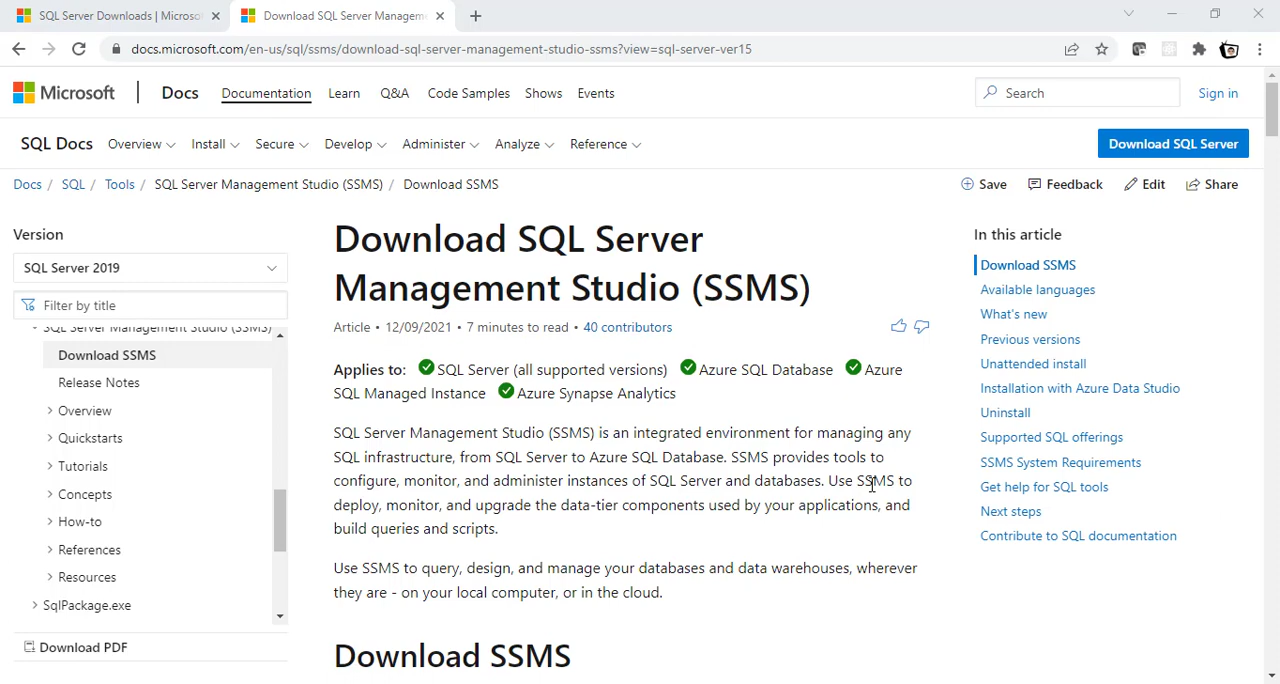 SQL Server Downloads | Microso
Download SQL Server Managem
docs.microsoft.com/en-us/sql/ssms/download-sql-server-management-studio-ssms?view=sql-server-ver15
Microsoft Docs Documentation Learn Q&A Code Samples Shows Events Search Sign in
SQL Docs Overview Install Secure Develop Administer Analyze Reference Download SQL Server
Docs / SQL / Tools / SQL Server Management Studio (SSMS) / Download SSMS Save Feedback Edit Share
Version
SQL Server 2019
Filter by title
SQL Server Management Studio (SSMS)
Download SSMS
Release Notes
Overview
Quickstarts
Tutorials
Concepts
How-to
References
Resources
SqlPackage.exe
Download PDF
Download SQL Server
Management Studio (SSMS)
Article • 12/09/2021 • 7 minutes to read • 40 contributors
Applies to: SQL Server (all supported versions) Azure SQL Database Azure
SQL Managed Instance Azure Synapse Analytics
SQL Server Management Studio (SSMS) is an integrated environment for managing any
SQL infrastructure, from SQL Server to Azure SQL Database. SSMS provides tools to
configure, monitor, and administer instances of SQL Server and databases. Use SSMS to
deploy, monitor, and upgrade the data-tier components used by your applications, and
build queries and scripts.
Use SSMS to query, design, and manage your databases and data warehouses, wherever
they are - on your local computer, or in the cloud.
Download SSMS
In this article
Download SSMS
Available languages
What's new
Previous versions
Unattended install
Installation with Azure Data Studio
Uninstall
Supported SQL offerings
SSMS System Requirements
Get help for SQL tools
Next steps
Contribute to SQL documentation